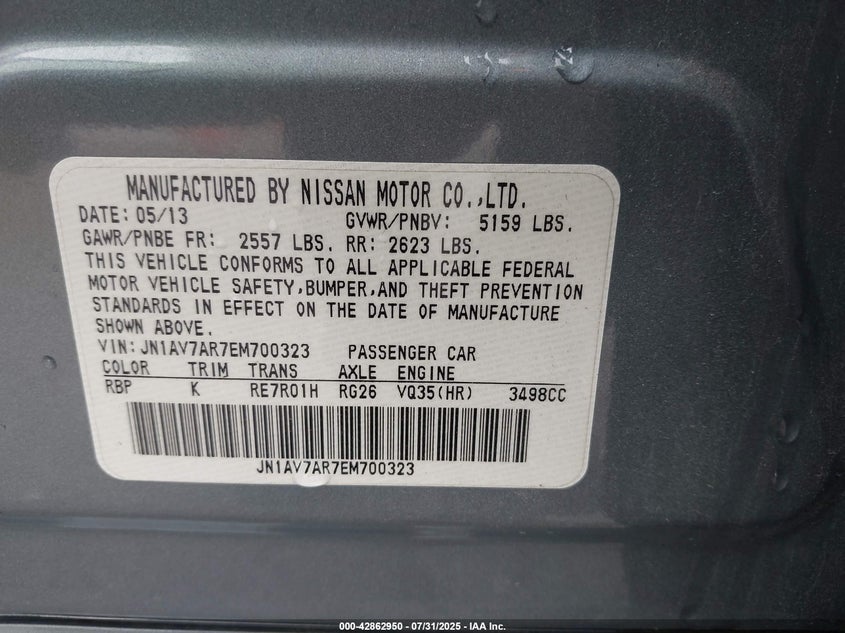 MANUFACTURED BY NISSAN MOTOR CO.,LTD.
DATE: 05/13 GVWR/PNBV: 5159 LBS.
GAWR/PNBE FR: 2557 LBS. RR: 2623 LBS.
THIS VEHICLE CONFORMS TO ALL APPLICABLE FEDERAL
MOTOR VEHICLE SAFETY,BUMPER,AND THEFT PREVENTION
STANDARDS IN EFFECT ON THE DATE OF MANUFACTURE
SHOWN ABOVE.
VIN: JN1AV7AR7EM700323 PASSENGER CAR
COLOR TRIM TRANS AXLE ENGINE
RBP K RE7R01H RG26 VQ35(HR) 3498CC
JN1AV7AR7EM700323
000-42862950 - 07/31/2025 - IAA Inc.